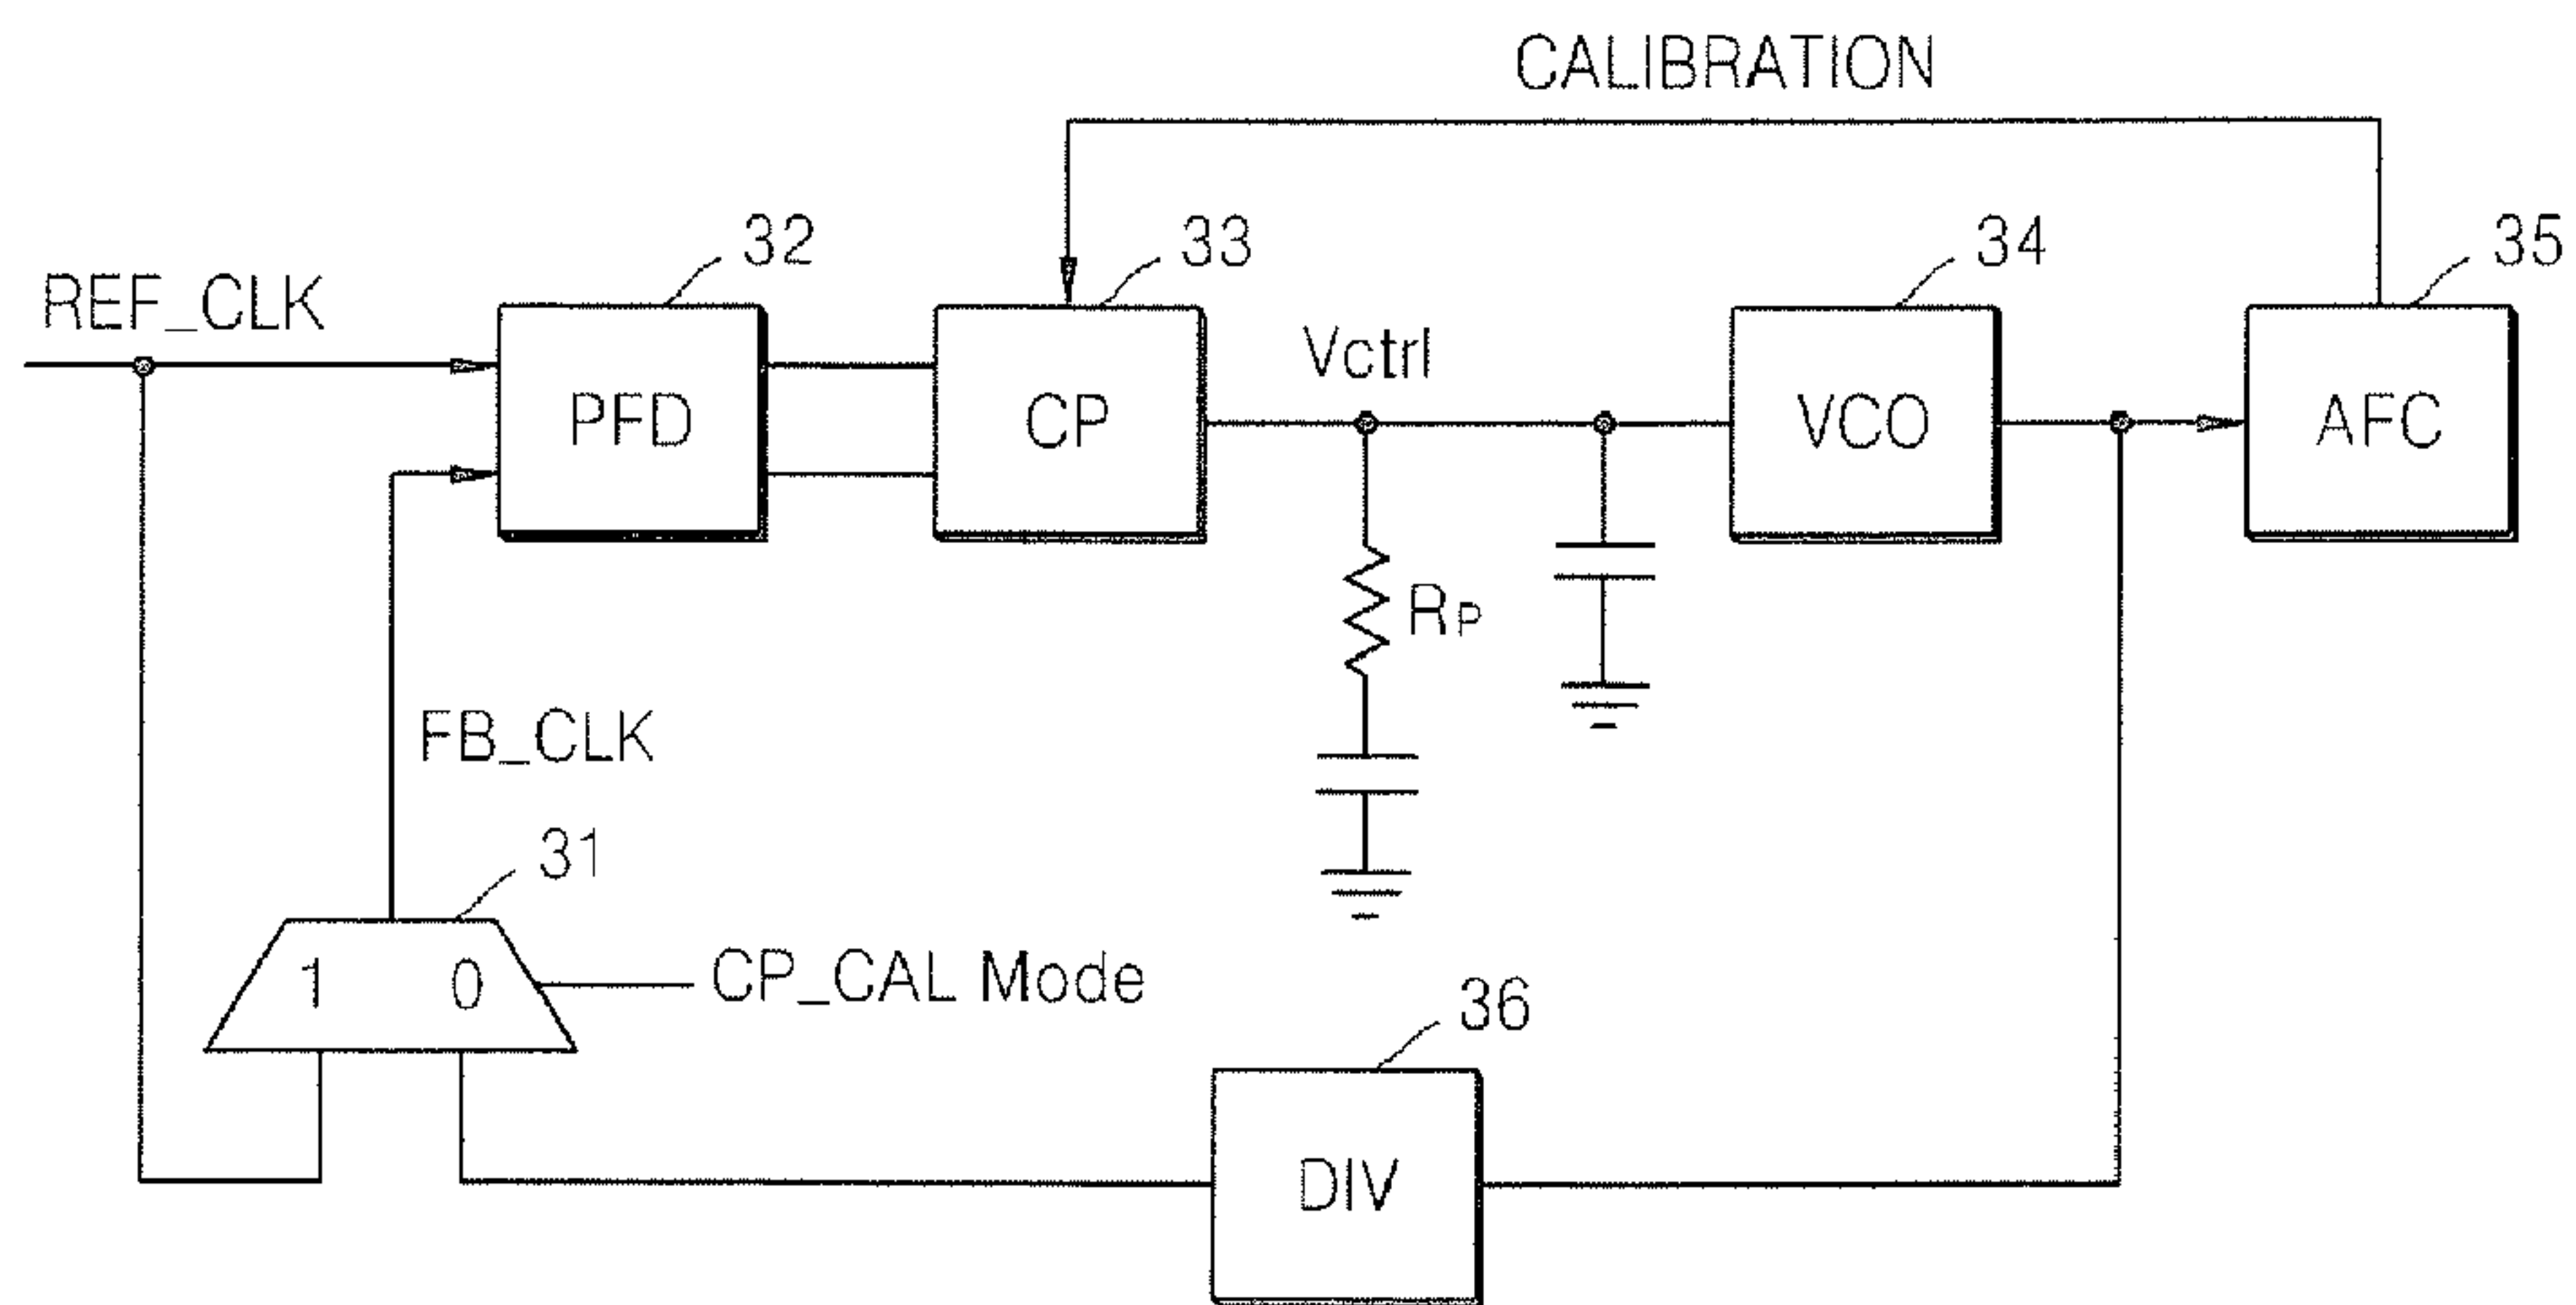 CALIBRATION
32
33
34
35
REF_CLK
PFD
CP
Vctrl
VCO
AFC
RP
FB_CLK
31
1 0
CP_CAL Mode
36
DIV